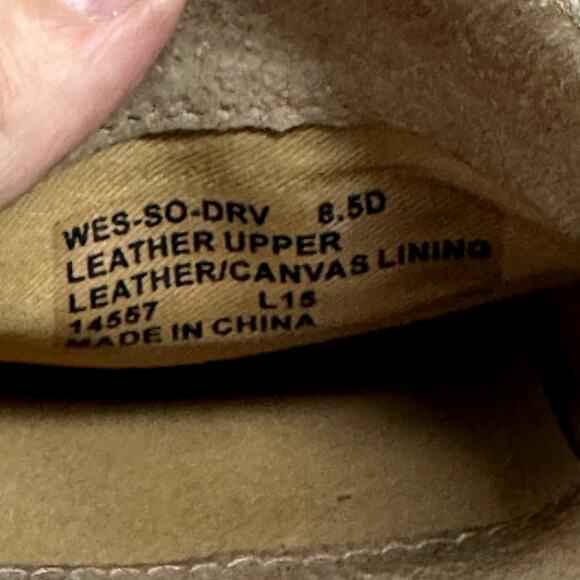 WES-SO-DRV 8.5D
LEATHER UPPER
LEATHER/CANVAS LINING
14557 L15
MADE IN CHINA